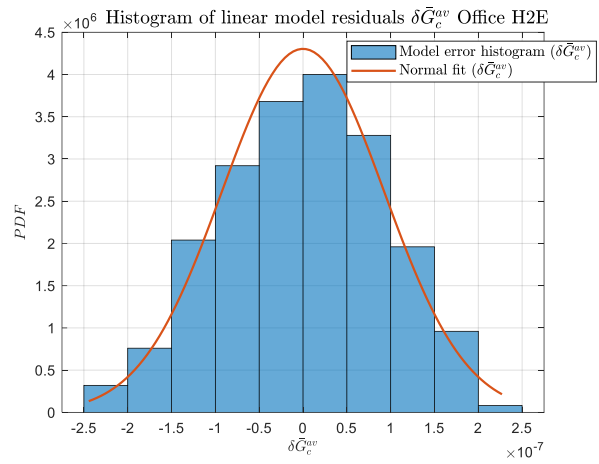 ×10⁶ Histogram of linear model residuals δḠ_c^{av} Office H2E
Model error histogram (δḠ_c^{av})
Normal fit (δḠ_c^{av})
4.5
4
3.5
3
2.5
2
1.5
1
0.5
0
PDF
-2.5 -2 -1.5 -1 -0.5 0 0.5 1 1.5 2 2.5
δḠ_c^{av}
×10⁻⁷